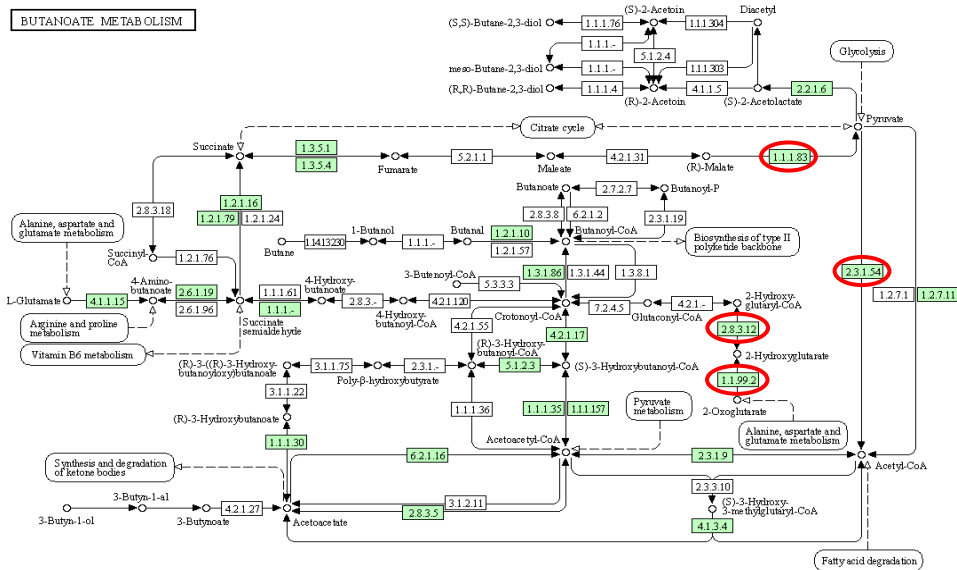 BUTANOATE METABOLISM
(S,S)-Butane-2,3-diol
1.1.1.76
(S)-2-Acetoin
1.1.1304
Diacetyl
1.1.1.-
5.1.2.4
meso-Butane-2,3-diol
1.1.1.-
1.1.1303
(R,R)-Butane-2,3-diol
1.1.1.4
(R)-2-Acetoin
4.1.1.5
(S)-2-Acetolactate
2.2.1.6
Glycolysis
Pyruvate
Citrate cycle
Succinate
1.3.5.1
1.3.5.4
Fumarate
5.2.1.1
Maleate
4.2.1.31
(R)-Malate
1.1.1.83
Butanoate
2.7.2.7
Butanoyl-P
2.8.3.8
6.2.1.2
2.3.1.19
2.8.3.18
1.2.1.16
1.2.1.79
1.2.1.24
Alanine, aspartate and
glutamate metabolism
Butane
1.14.13230
1-Butanol
1.1.1.-
Butanal
1.2.1.10
1.2.1.57
Butanoyl-CoA
Biosynthesis of type II
polyketide backbone
Succinyl-
CoA
1.2.1.76
3-Butenoyl-CoA
5.3.3.3
1.3.1.86
1.3.1.44
1.3.8.1
2.3.1.54
1.2.7.1
1.2.7.11
L-Glutamate
4.1.1.15
4-Amino-
butanoate
2.6.1.19
2.6.1.96
Succinate
semialdehyde
1.1.1.61
1.1.1.-
4-Hydroxy-
butanoate
2.8.3.-
4-Hydroxy-
butanoyl-CoA
4.2.1.120
Crotonoyl-CoA
7.2.4.5
Glutaconyl-CoA
4.2.1.-
2-Hydroxy-
glutaryl-CoA
2.8.3.12
2-Hydroxyglutarate
1.1.99.2
2-Oxoglutarate
Arginine and proline
metabolism
Vitamin B6 metabolism
4.2.1.55
4.2.1.17
(R)-3-((R)-3-Hydroxy-
butanoyloxy)butanoate
3.1.1.75
Poly-β-hydroxybutyrate
2.3.1.-
(R)-3-Hydroxy-
butanoyl-CoA
5.1.2.3
(S)-3-Hydroxybutanoyl-CoA
3.1.1.22
(R)-3-Hydroxybutanoate
1.1.1.36
1.1.1.35
1.1.1.157
Pyruvate
metabolism
Alanine, aspartate and
glutamate metabolism
1.1.1.30
Acetoacetyl-CoA
6.2.1.16
2.3.1.9
Acetyl-CoA
Synthesis and degradation
of ketone bodies
2.3.3.10
3-Butyn-1-ol
3-Butyn-1-al
3-Butynoate
4.2.1.27
Acetoacetate
3.1.2.11
2.8.3.5
(S)-3-Hydroxy-
3-methylglutaryl-CoA
4.1.3.4
Fatty acid degradation